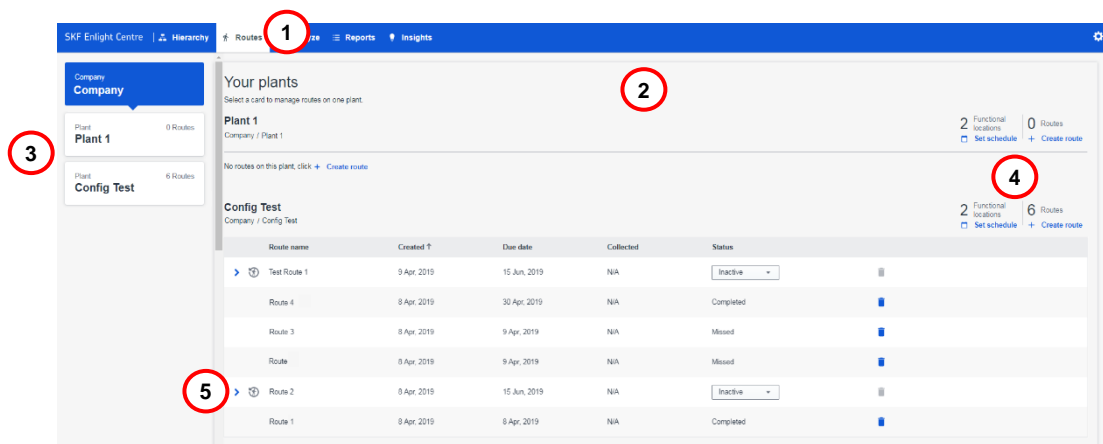 1
SKF Enlight Centre | Hierarchy Routes ze Reports Insights
Company
Company
Plant 0 Routes
Plant 1
3
Plant 6 Routes
Config Test
Your plants
2
Select a card to manage routes on one plant.
Plant 1
Company / Plant 1
2 Functional locations 0 Routes
Set schedule + Create route
No routes on this plant, click + Create route
4
Config Test
Company / Config Test
2 Functional locations 6 Routes
Set schedule + Create route
Route name Created ↑ Due date Collected Status
Test Route 1 9 Apr, 2019 15 Jun, 2019 N/A Inactive
Route 4 8 Apr, 2019 30 Apr, 2019 N/A Completed
Route 3 8 Apr, 2019 9 Apr, 2019 N/A Missed
Route 8 Apr, 2019 9 Apr, 2019 N/A Missed
5
Route 2 8 Apr, 2019 15 Jun, 2019 N/A Inactive
Route 1 8 Apr, 2019 8 Apr, 2019 N/A Completed